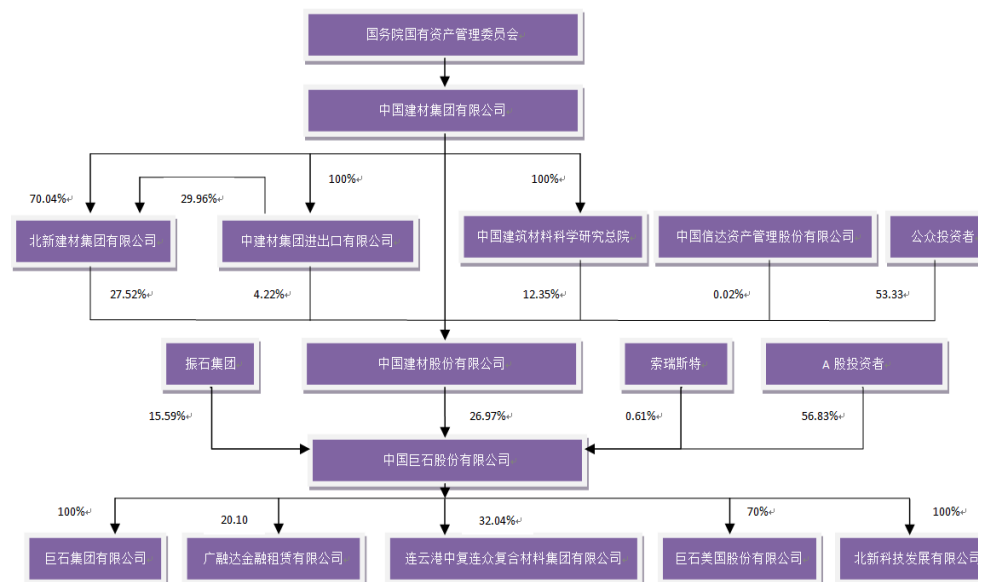 国务院国有资产管理委员会
中国建材集团有限公司
100%
100%
70.04%
29.96%
北新建材集团有限公司
中建材集团进出口有限公司
中国建筑材料科学研究总院
中国信达资产管理股份有限公司
公众投资者
27.52%
4.22%
12.35%
0.02%
53.33
振石集团
中国建材股份有限公司
索瑞斯特
A 股投资者
15.59%
26.97%
0.61%
56.83%
中国巨石股份有限公司
100%
20.10
32.04%
70%
100%
巨石集团有限公司
广融达金融租赁有限公司
连云港中复连众复合材料集团有限公司
巨石美国股份有限公司
北新科技发展有限公司